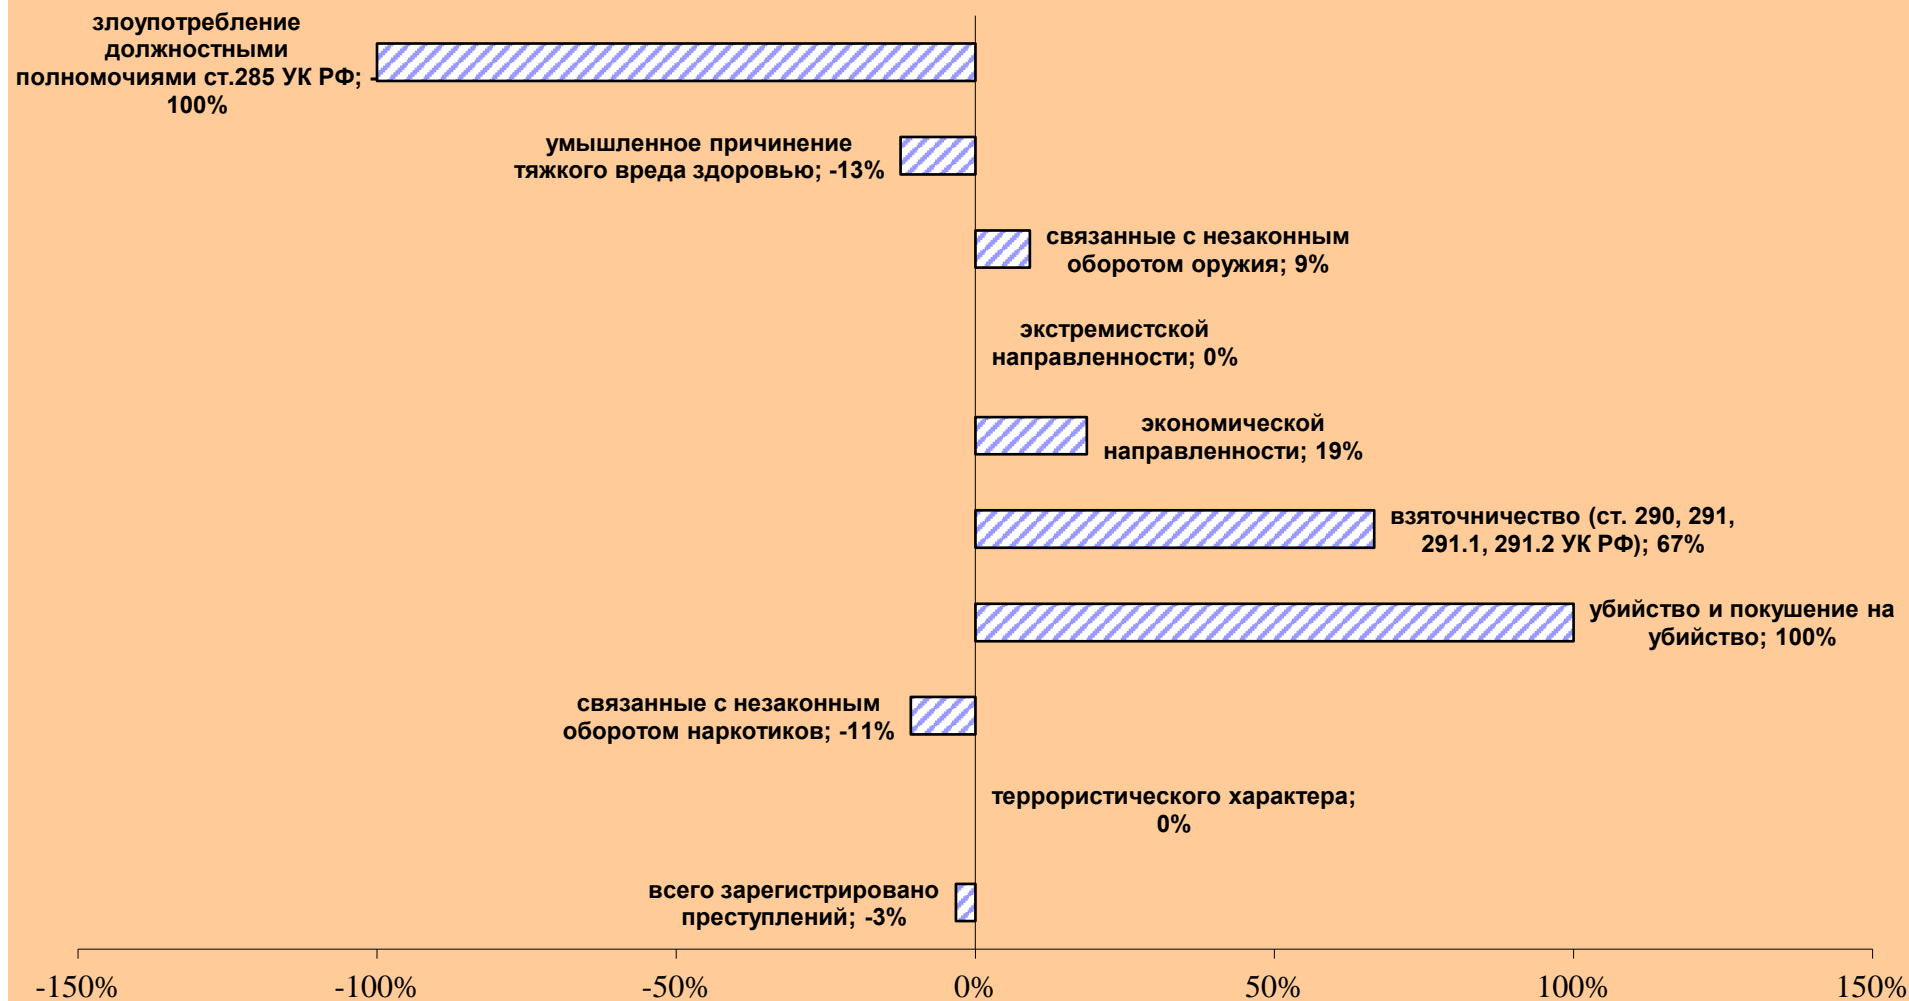 злоупотребление
должностными
полномочиями ст.285 УК РФ; -
100%
умышленное причинение
тяжкого вреда здоровью; -13%
связанные с незаконным
оборотом оружия; 9%
экстремистской
направленности; 0%
экономической
направленности; 19%
взяточничество (ст. 290, 291,
291.1, 291.2 УК РФ); 67%
убийство и покушение на
убийство; 100%
связанные с незаконным
оборотом наркотиков; -11%
террористического характера;
0%
всего зарегистрировано
преступлений; -3%
-150% -100% -50% 0% 50% 100% 150%